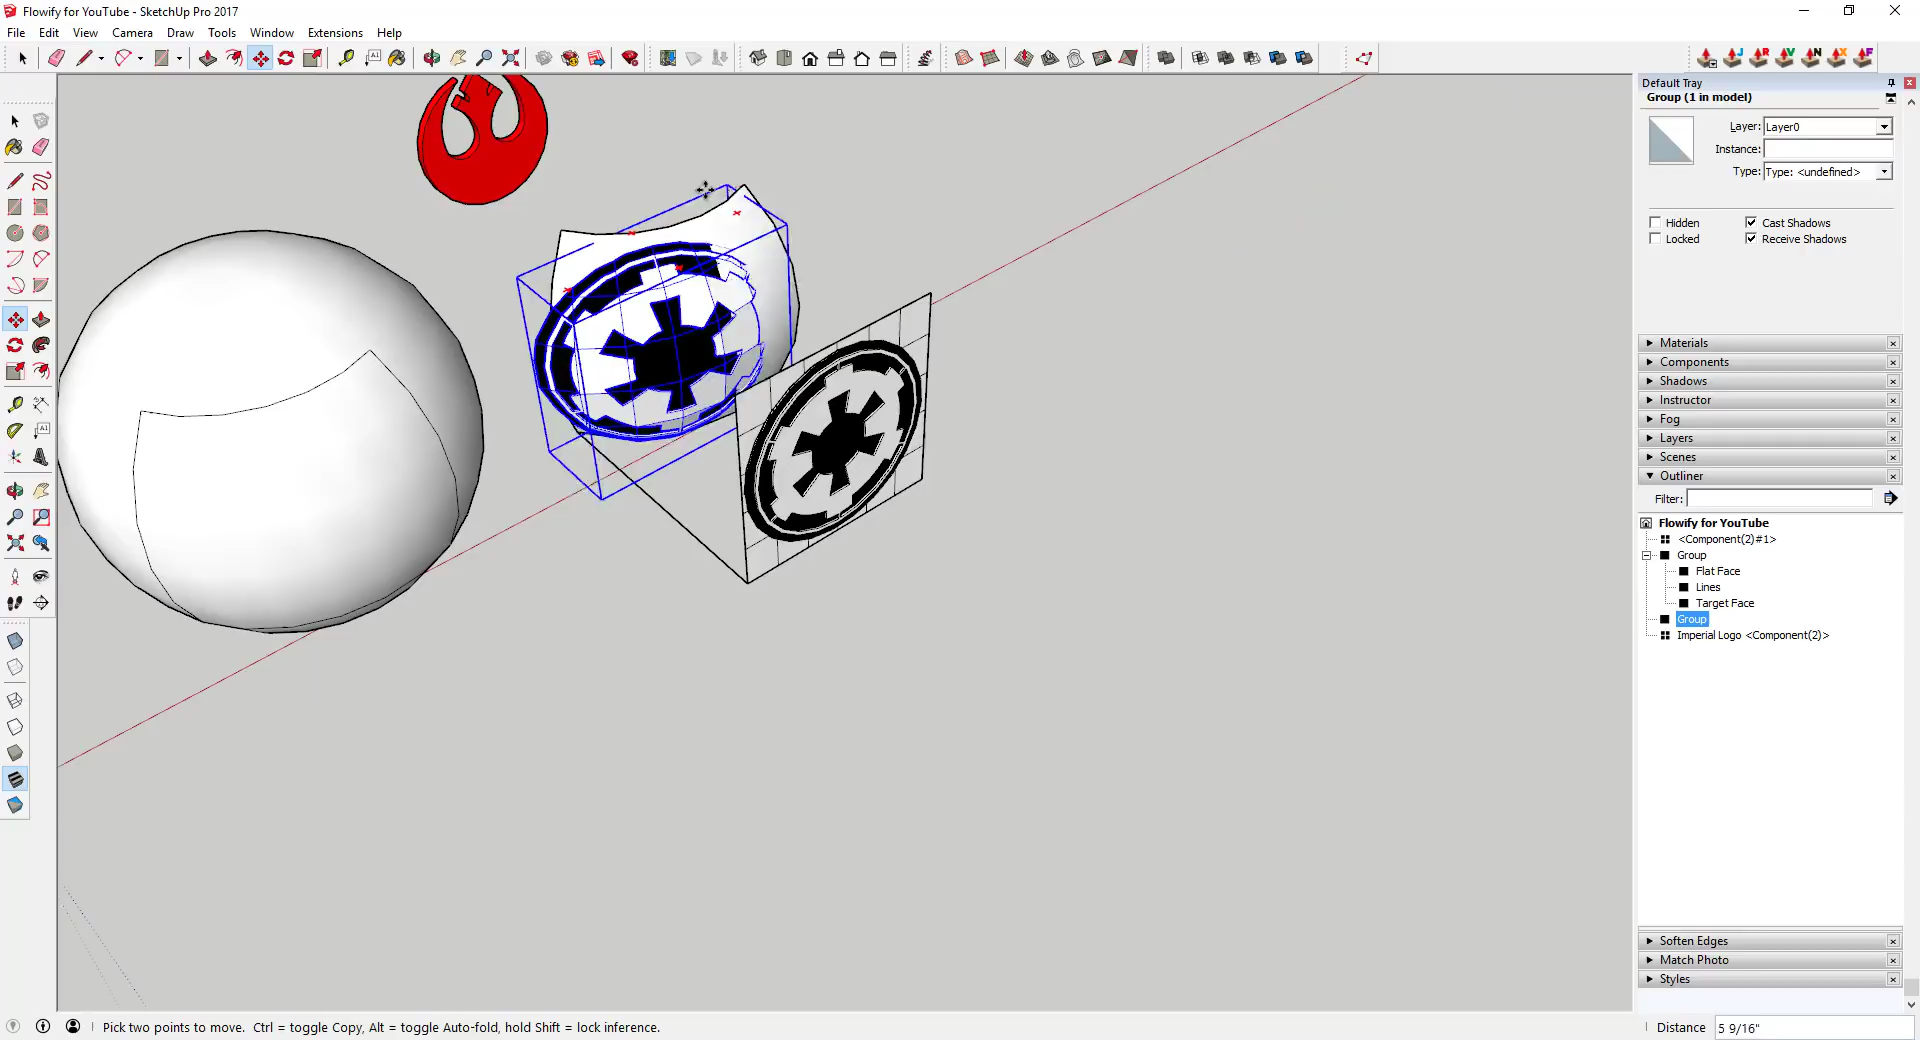 Flowify for YouTube - SketchUp Pro 2017
File Edit View Camera Draw Tools Window Extensions Help
Default Tray
Group (1 in model)
Layer: Layer0
Instance:
Type: Type: <undefined>
Hidden Cast Shadows
Locked Receive Shadows
Materials
Components
Shadows
Instructor
Fog
Layers
Scenes
Outliner
Filter:
Flowify for YouTube
<Component(2)#1>
Group
Flat Face
Lines
Target Face
Group
Imperial Logo <Component(2)>
Soften Edges
Match Photo
Styles
Pick two points to move. Ctrl = toggle Copy, Alt = toggle Auto-fold, hold Shift = lock inference.
Distance 5 9/16"